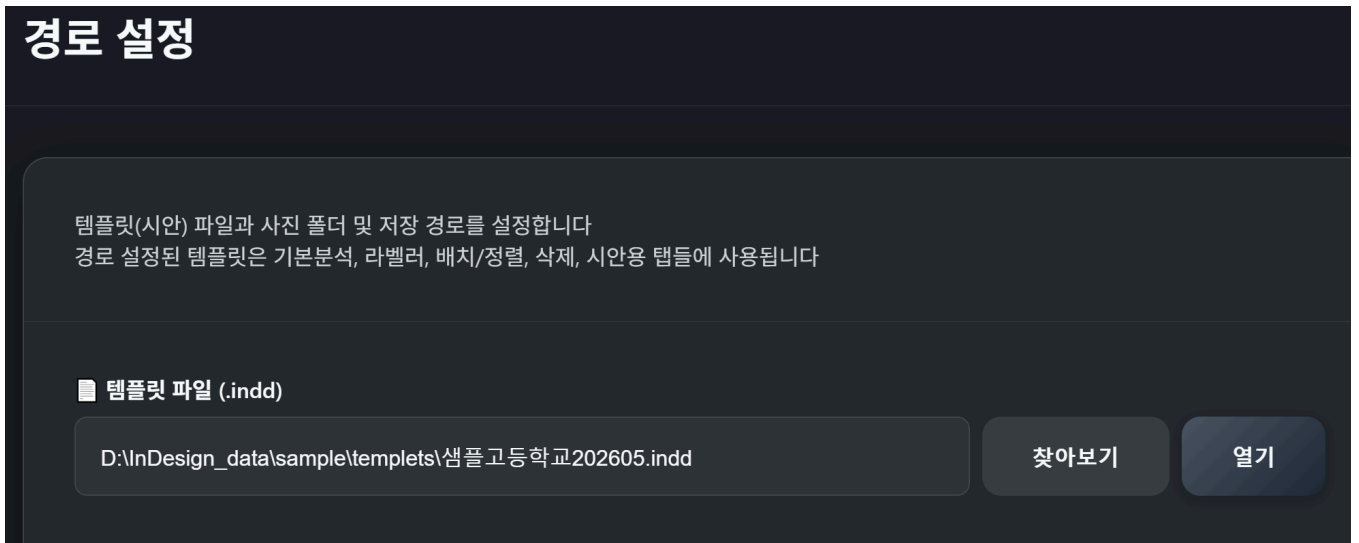 경로 설정
템플릿(시안) 파일과 사진 폴더 및 저장 경로를 설정합니다
경로 설정된 템플릿은 기본분석, 라벨러, 배치/정렬, 삭제, 시안용 탭들에 사용됩니다
템플릿 파일 (.indd)
D:\InDesign_data\sample\templets\샘플고등학교202605.indd 찾아보기 열기